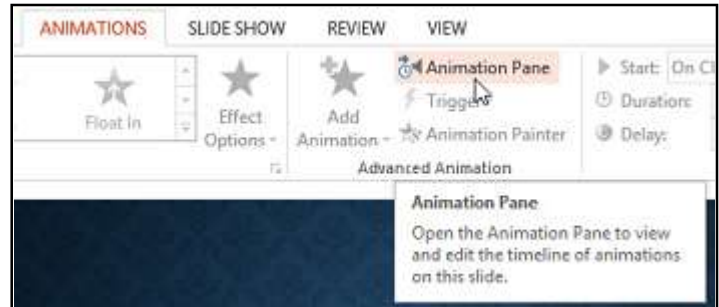 ANIMATIONS SLIDE SHOW REVIEW VIEW
Animation Pane Start: On Cl
Float In Effect Options Add Animation Trigger Duration:
Animation Painter Delay:
Advanced Animation
Animation Pane
Open the Animation Pane to view
and edit the timeline of animations
on this slide.